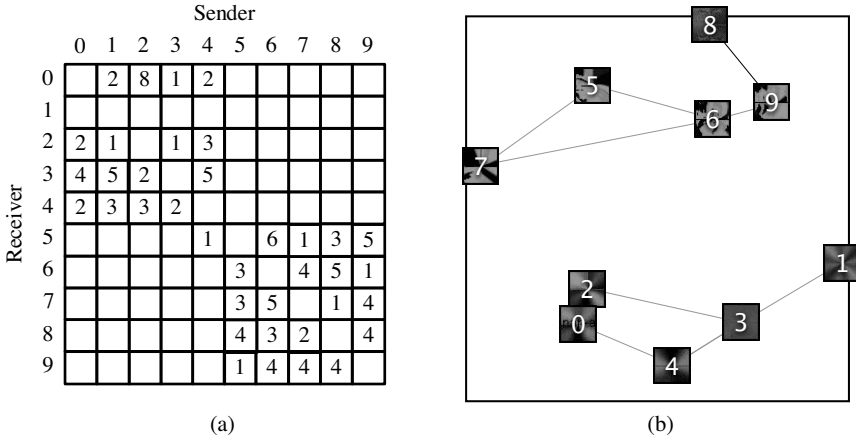 Sender
0 1 2 3 4 5 6 7 8 9
Receiver
0 2 8 1 2
1
2 2 1 1 3
3 4 5 2 5
4 2 3 3 2
5 1 6 1 3 5
6 3 4 5 1
7 3 5 1 4
8 4 3 2 4
9 1 4 4 4
(a)
8
5
9
6
7
1
2
0
3
4
(b)